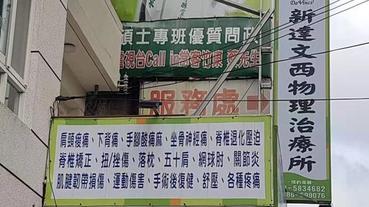 碩士專班優質問政
服務處
肩頸痠痛、下背痛、手腳酸痛麻、坐骨神經痛、脊椎退化壓迫
脊椎矯正、扭/挫傷、落枕、五十肩、網球肘、關節炎
肌腱韌帶損傷、運動傷害、手術後復健、紓壓、各種疼痛
新達文西物理治療所
5834682